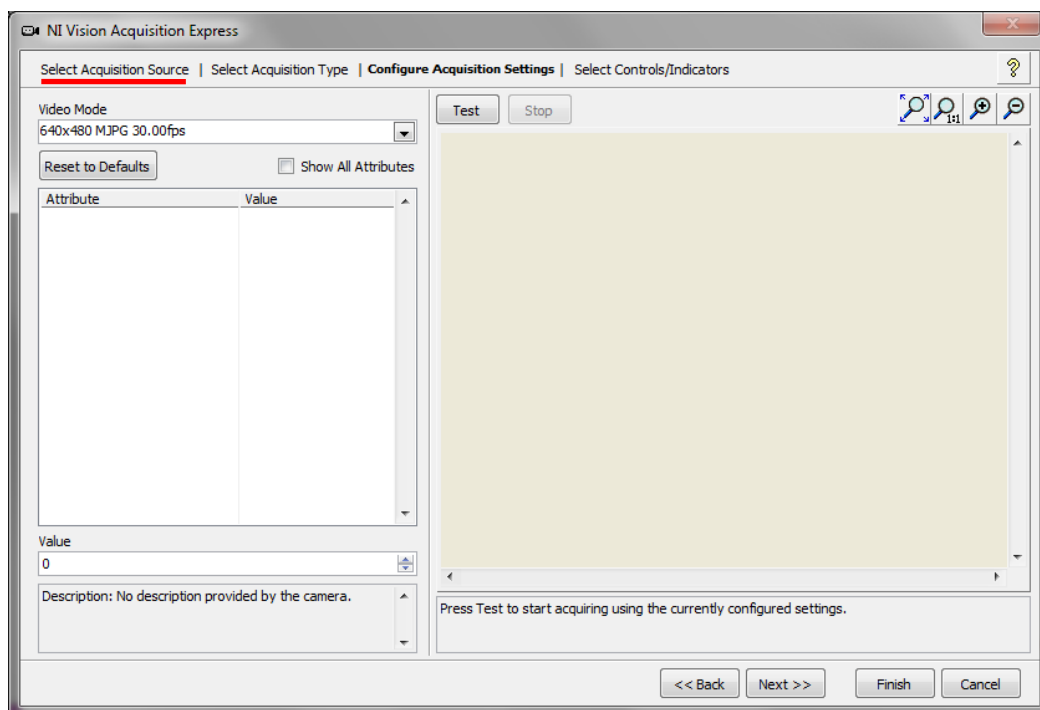 NI Vision Acquisition Express
Select Acquisition Source | Select Acquisition Type | Configure Acquisition Settings | Select Controls/Indicators
Video Mode
640x480 MJPG 30.00fps
Reset to Defaults
Show All Attributes
Attribute Value
Value
0
Description: No description provided by the camera.
Test Stop
1:1
Press Test to start acquiring using the currently configured settings.
<< Back Next >> Finish Cancel